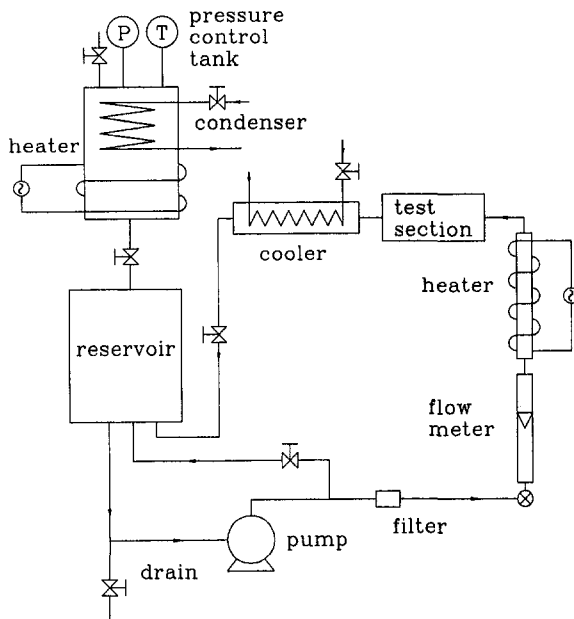 P
T
pressure
control
tank
heater
condenser
cooler
test
section
heater
reservoir
flow
meter
filter
pump
drain